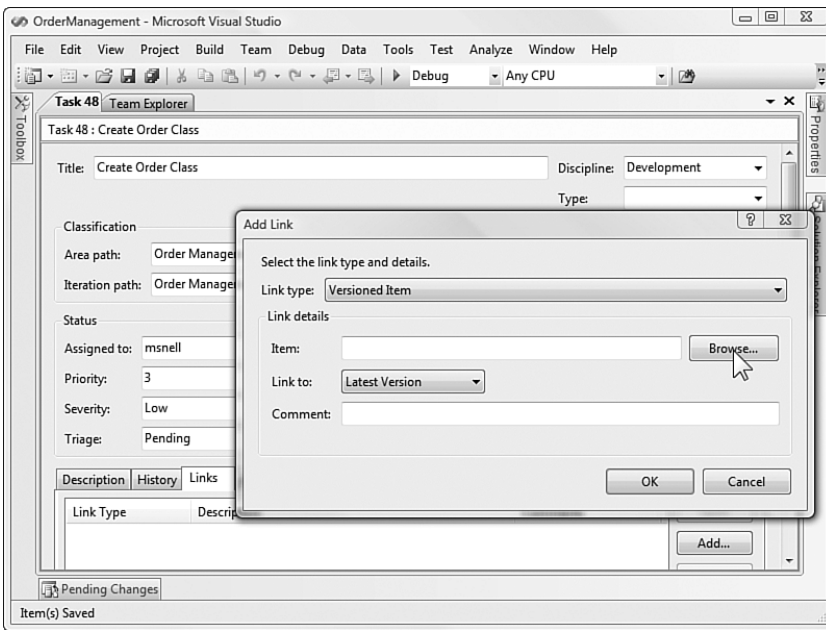 OrderManagement - Microsoft Visual Studio
File Edit View Project Build Team Debug Data Tools Test Analyze Window Help
Debug Any CPU
Toolbox
Task 48 Team Explorer
Properties
Task 48 : Create Order Class
Title: Create Order Class Discipline: Development
Type:
Classification
Area path: Order Manage
Iteration path: Order Manage
Status
Assigned to: msnell
Priority: 3
Severity: Low
Triage: Pending
Description History Links
Link Type Descrip
Add...
Add Link
Select the link type and details.
Link type: Versioned Item
Link details
Item: Browse...
Link to: Latest Version
Comment:
OK Cancel
Solution Explorer
Pending Changes
Item(s) Saved